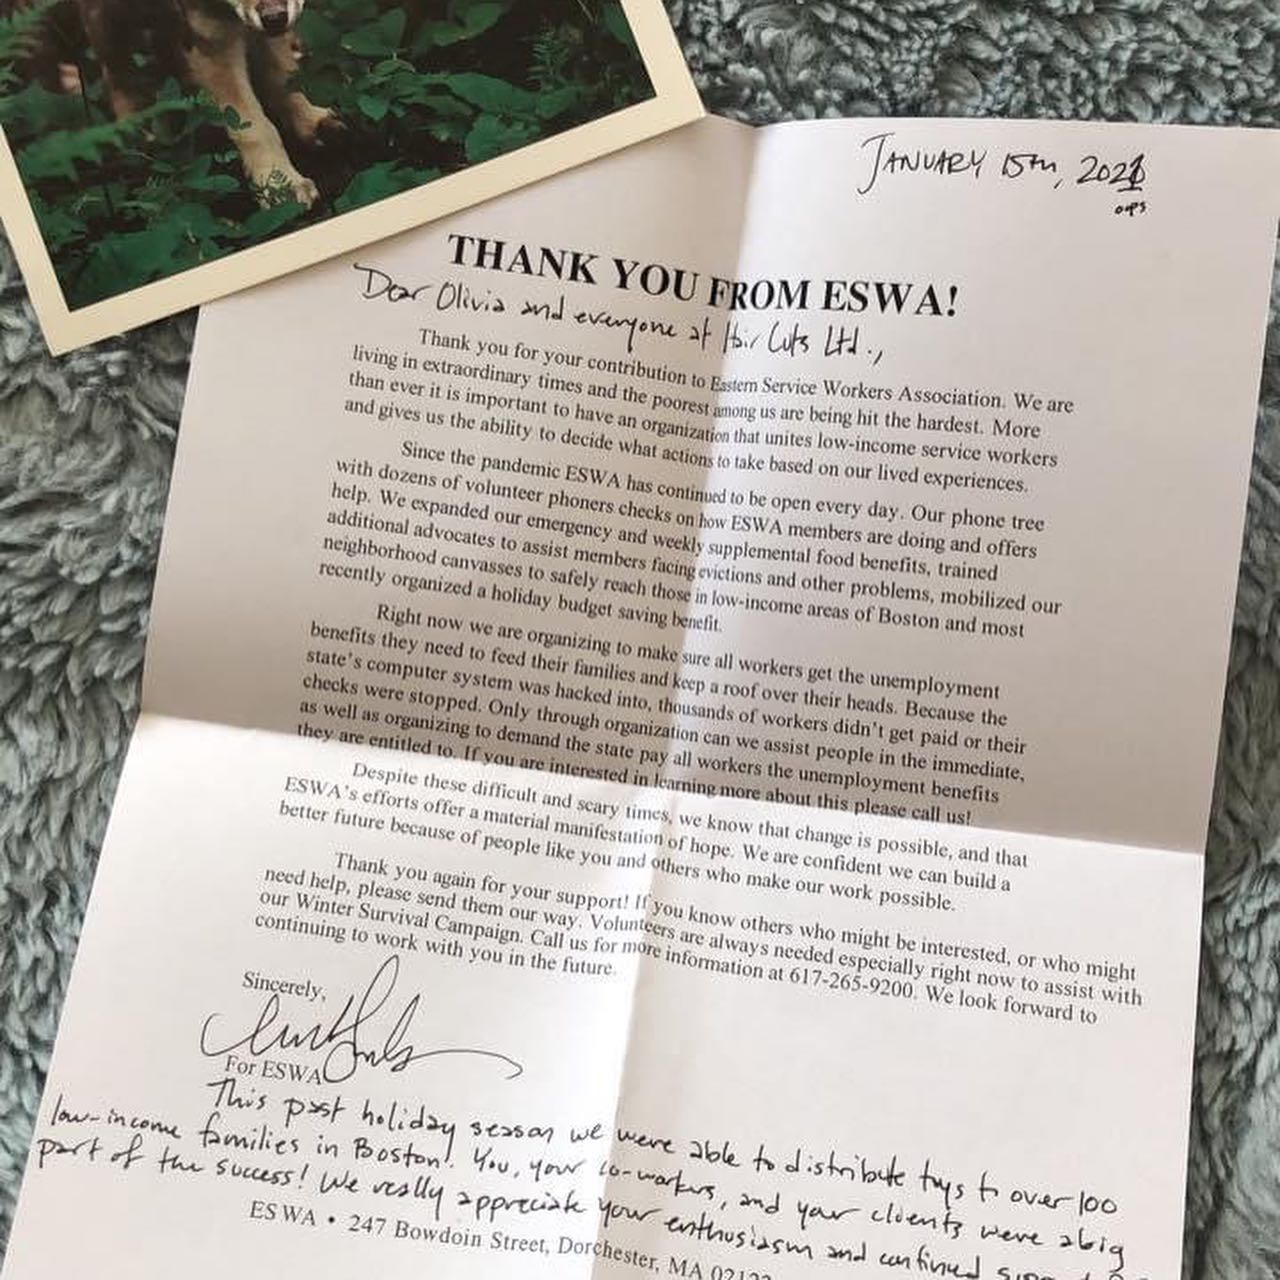 JANUARY 15th, 2021
oops
THANK YOU FROM ESWA!
Dear Olivia and everyone at Hair Cuts Ltd.,
Thank you for your contribution to Eastern Service Workers Association. We are
living in extraordinary times and the poorest among us are being hit the hardest. More
than ever it is important to have an organization that unites low-income service workers
and gives us the ability to decide what actions to take based on our lived experiences.
Since the pandemic ESWA has continued to be open every day. Our phone tree
with dozens of volunteer phoners checks on how ESWA members are doing and offers
help. We expanded our emergency and weekly supplemental food benefits, trained
additional advocates to assist members facing evictions and other problems, mobilized our
neighborhood canvasses to safely reach those in low-income areas of Boston and most
recently organized a holiday budget saving benefit.
Right now we are organizing to make sure all workers get the unemployment
benefits they need to feed their families and keep a roof over their heads. Because the
state's computer system was hacked into, thousands of workers didn't get paid or their
checks were stopped. Only through organization can we assist people in the immediate,
as well as organizing to demand the state pay all workers the unemployment benefits
they are entitled to. If you are interested in learning more about this please call us!
Despite these difficult and scary times, we know that change is possible, and that
ESWA's efforts offer a material manifestation of hope. We are confident we can build a
better future because of people like you and others who make our work possible.
Thank you again for your support! If you know others who might be interested, or who might
need help, please send them our way. Volunteers are always needed especially right now to assist with
our Winter Survival Campaign. Call us for more information at 617-265-9200. We look forward to
continuing to work with you in the future.
Sincerely,
For ESWA
This past holiday season we were able to distribute toys to over 100
low-income families in Boston! You, your co-workers, and your clients were a big
part of the success! We really appreciate your enthusiasm and continued
ESWA • 247 Bowdoin Street, Dorchester, MA